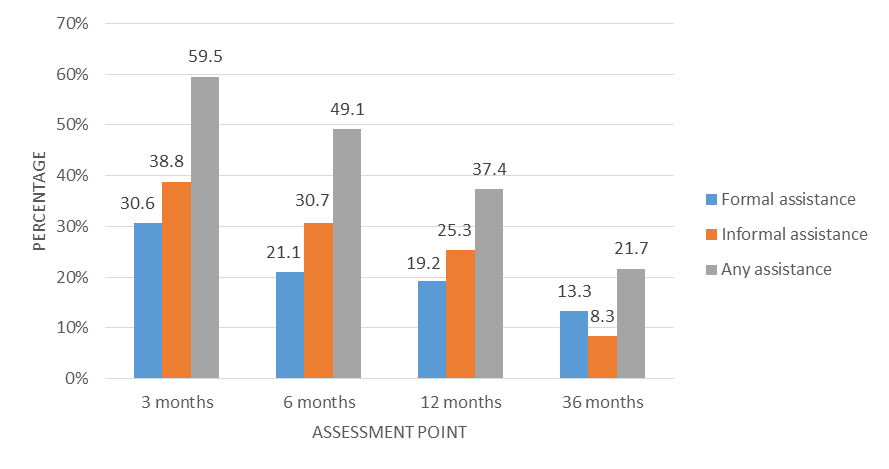 70%
60%
50%
40%
30%
20%
10%
0%
PERCENTAGE
30.6
38.8
59.5
21.1
30.7
49.1
19.2
25.3
37.4
13.3
8.3
21.7
3 months
6 months
12 months
36 months
ASSESSMENT POINT
Formal assistance
Informal assistance
Any assistance